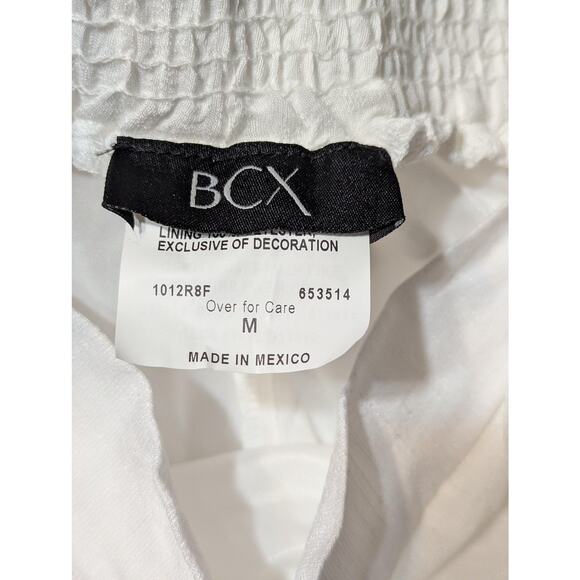 BCX
LINING
EXCLUSIVE OF DECORATION
1012R8F 653514
Over for Care
M
MADE IN MEXICO